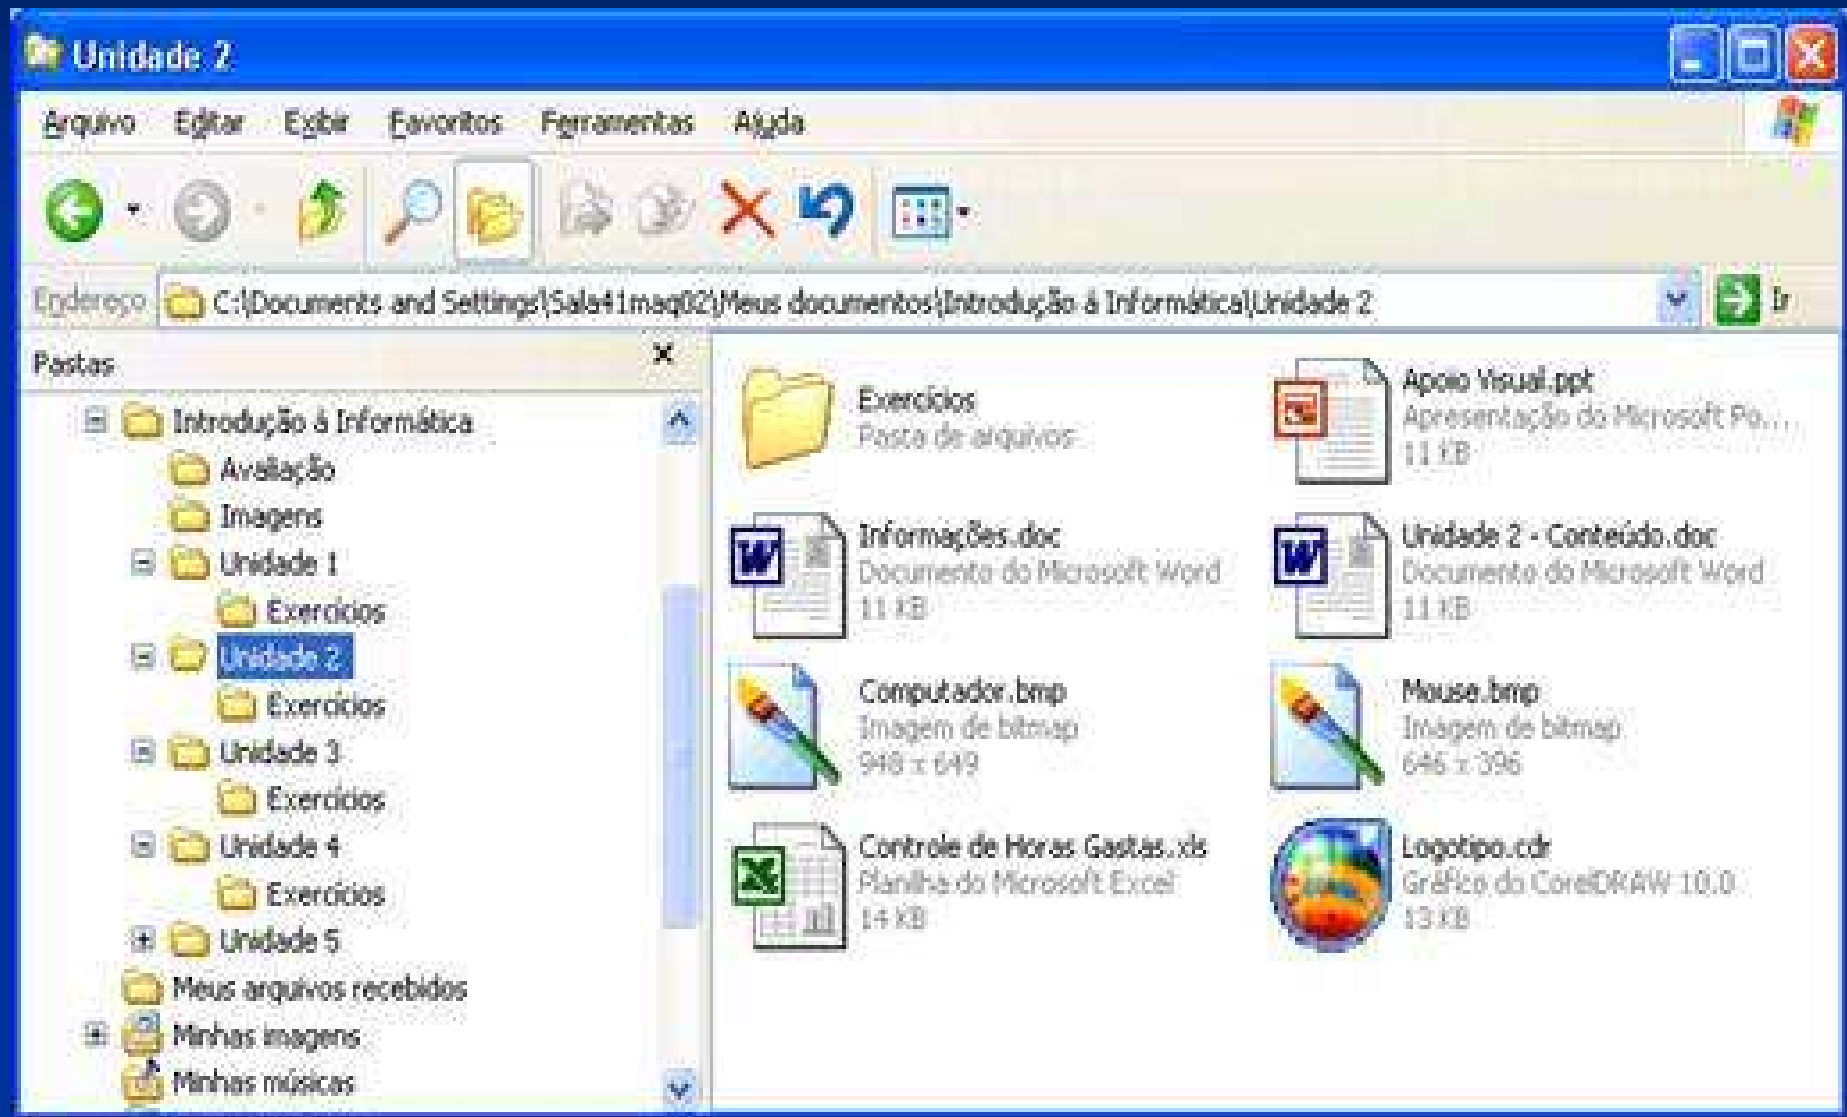 Unidade 2
Arquivo Editar Exibir Favoritos Ferramentas Ajuda
Endereço C:\Documents and Settings\Sala41maq02\Meus documentos\Introdução á Informática\Unidade 2 Ir
Pastas
Introdução á Informática
Avaliação
Imagens
Unidade 1
Exercícios
Unidade 2
Exercícios
Unidade 3
Exercícios
Unidade 4
Exercícios
Unidade 5
Meus arquivos recebidos
Minhas imagens
Minhas músicas
Exercícios
Pasta de arquivos
Apoio Visual.ppt
Apresentação do Microsoft Po...
11 KB
Informações.doc
Documento do Microsoft Word
11 KB
Unidade 2 - Conteúdo.doc
Documento do Microsoft Word
11 KB
Computador.bmp
Imagem de bitmap
948 x 649
Mouse.bmp
Imagem de bitmap
646 x 396
Controle de Horas Gastas.xls
Planilha do Microsoft Excel
14 KB
Logotipo.cdr
Gráfico do CorelDRAW 10.0
13 KB